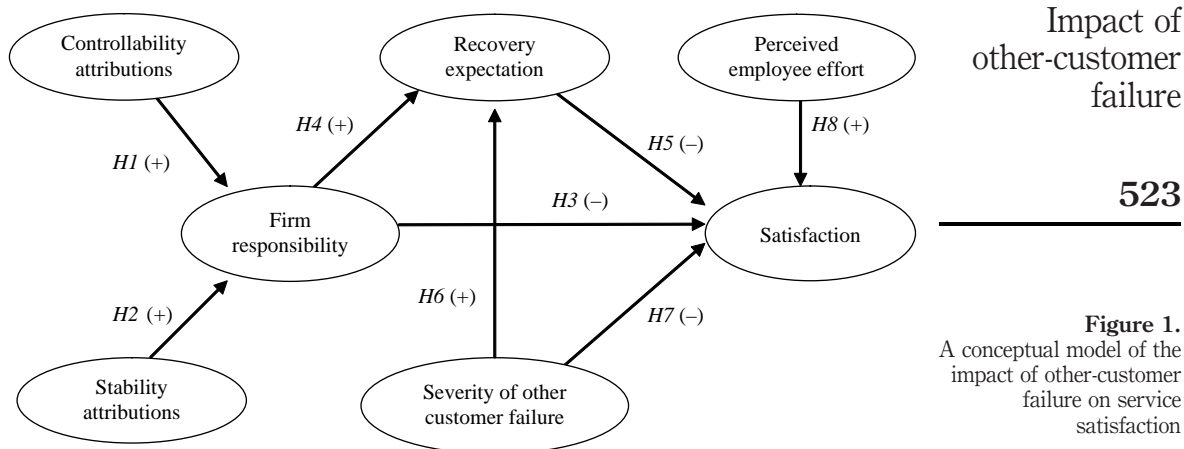 Controllability
attributions
Recovery
expectation
Perceived
employee effort
H4 (+)
H8 (+)
H5 (–)
H1 (+)
H3 (–)
Firm
responsibility
Satisfaction
H6 (+)
H2 (+)
H7 (–)
Stability
attributions
Severity of other
customer failure
Impact of
other-customer
failure
523
Figure 1.
A conceptual model of the
impact of other-customer
failure on service
satisfaction